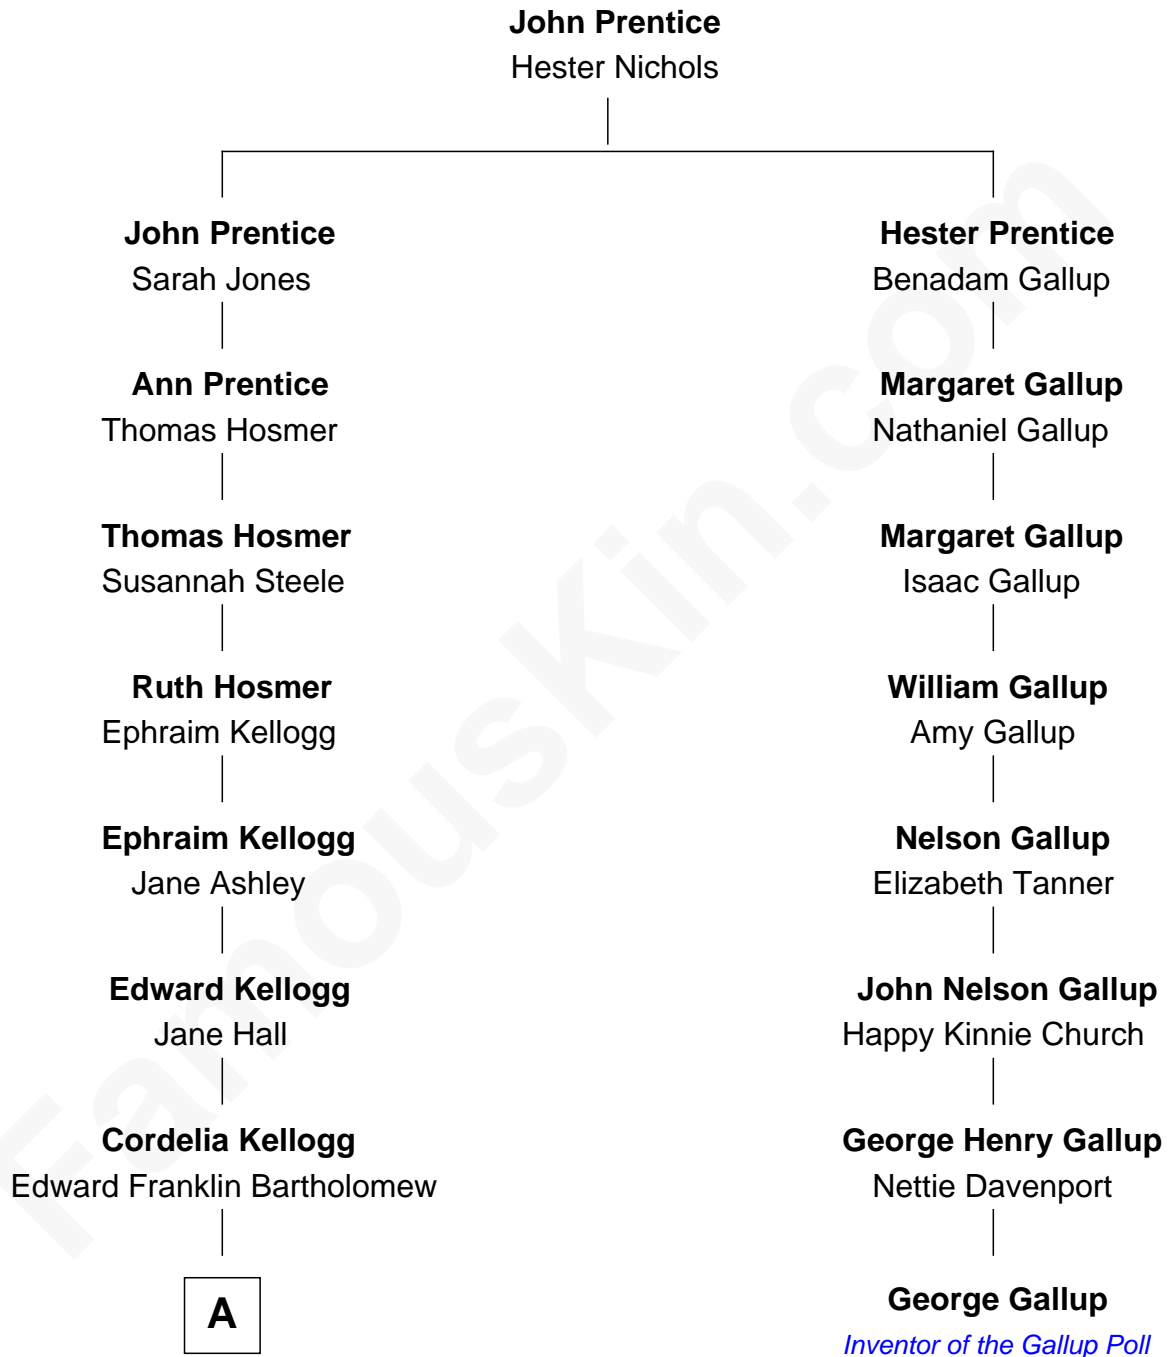 John Prentice
Hester Nichols
John Prentice
Sarah Jones
Hester Prentice
Benadam Gallup
Ann Prentice
Thomas Hosmer
Margaret Gallup
Nathaniel Gallup
Thomas Hosmer
Susannah Steele
Margaret Gallup
Isaac Gallup
Ruth Hosmer
Ephraim Kellogg
William Gallup
Amy Gallup
Ephraim Kellogg
Jane Ashley
Nelson Gallup
Elizabeth Tanner
Edward Kellogg
Jane Hall
John Nelson Gallup
Happy Kinnie Church
Cordelia Kellogg
Edward Franklin Bartholomew
George Henry Gallup
Nettie Davenport
A
George Gallup
Inventor of the Gallup Poll
FamousKin.com